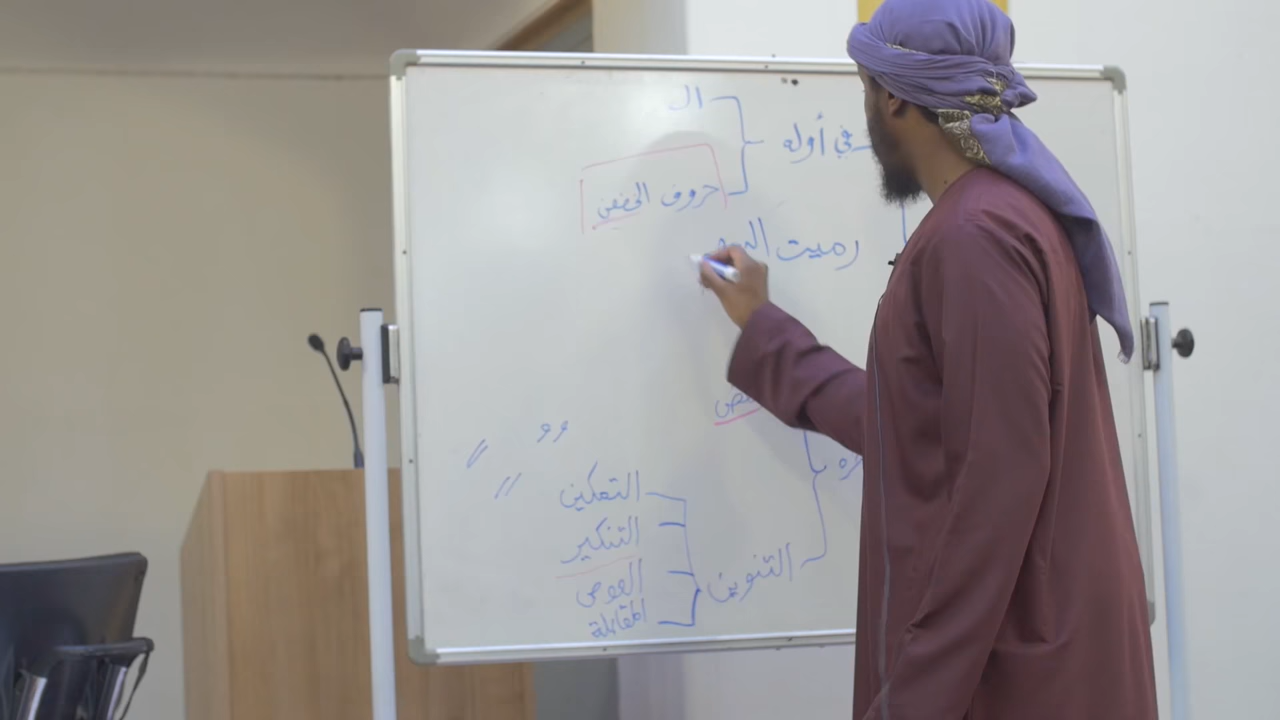 ال
في أوله
حروف الخفض
رميت
التنوين
التمكين
التنكير
العوض
المقابلة